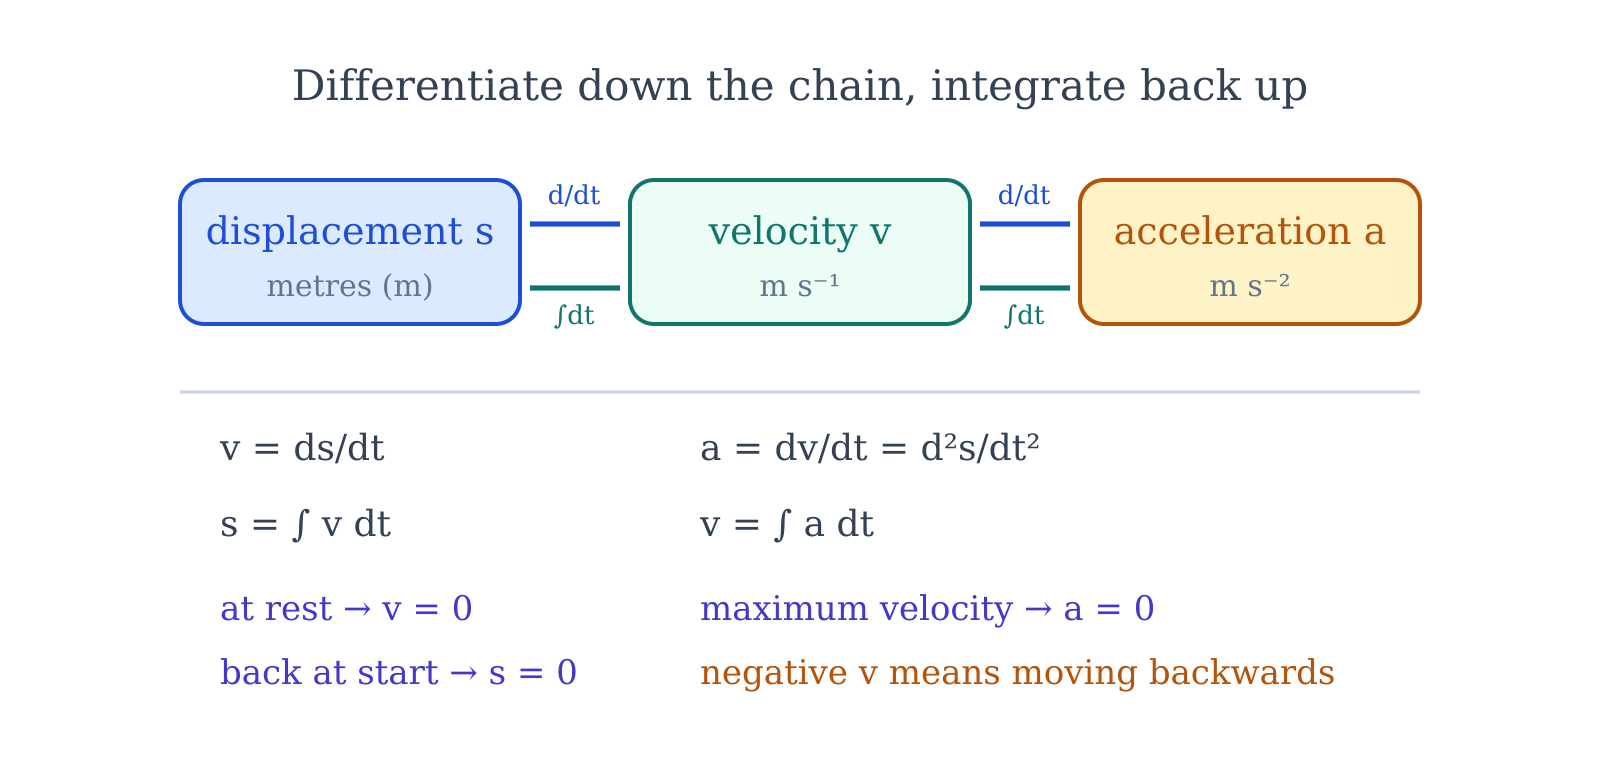 Differentiate down the chain, integrate back up
displacement s
metres (m)
d/dt
∫dt
velocity v
m s⁻¹
d/dt
∫dt
acceleration a
m s⁻²
v = ds/dt
a = dv/dt = d²s/dt²
s = ∫ v dt
v = ∫ a dt
at rest → v = 0
maximum velocity → a = 0
back at start → s = 0
negative v means moving backwards